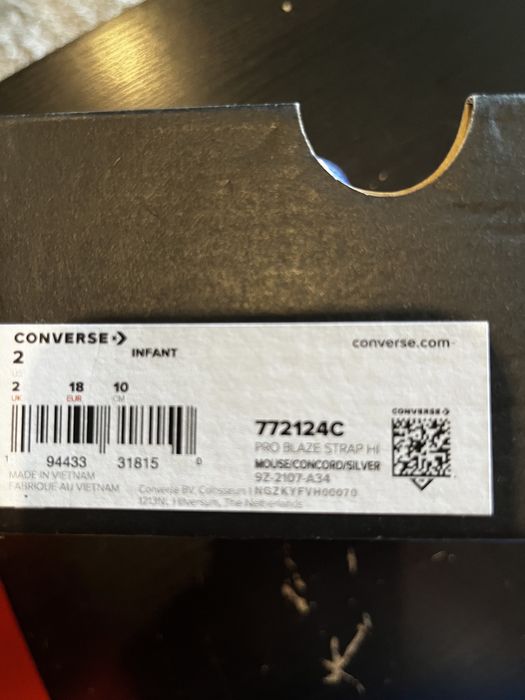 CONVERSE
converse.com
2
INFANT
US
2 18 10
UK EUR CM
1 94433 31815 0
MADE IN VIETNAM
FABRIQUE AU VIETNAM
772124C
PRO BLAZE STRAP HI
MOUSE/CONCORD/SILVER
9Z-2107-A34
Converse BV, Colosseum 1 NGZKYFVH00070
1213NL Hilversum, The Netherlands
CONVERSE